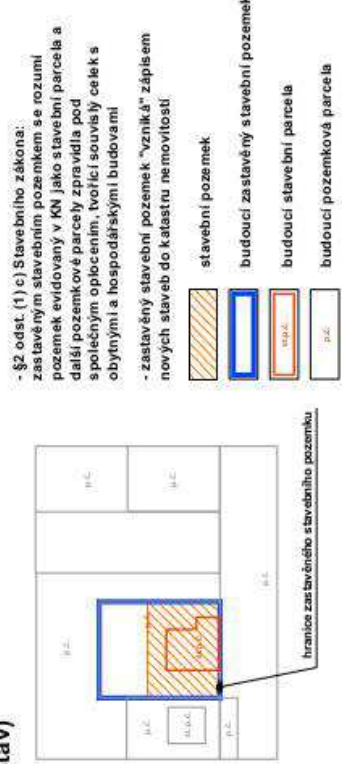 tav)
- §2 odst. (1) c) Stavebního zákona:
zastavěným stavebním pozemkem se rozumí
pozemek evidovaný v KN jako stavební parcela a
další pozemkové parcely zpravidla pod
společným oplocením, tvořící souvislý celek s
obytnými a hospodářskými budovami
- zastavěný stavební pozemek "vzniká" zápisem
nových staveb do katastru nemovitostí
stavební pozemek
budoucí zastavěný stavební pozemek
st.p.č.
budoucí stavební parcela
p.č.
budoucí pozemková parcela
p.č.
p.č.
p.č.
p.č.
p.č.
st.p.č.
st.p.č.
p.č.
p.č.
hranice zastavěného stavebního pozemku